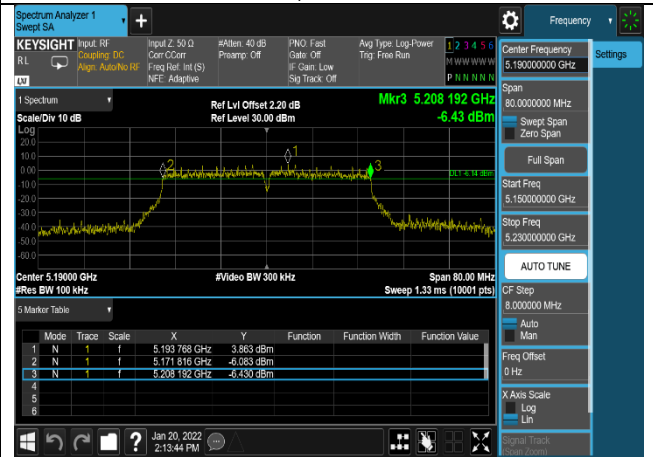 Spectrum Analyzer 1
Swept SA
+
Frequency
KEYSIGHT Input: RF Input Z: 50 Ω #Atten: 40 dB PNO: Fast Avg Type: Log-Power 1 2 3 4 5 6
RL Coupling: DC Corr CCorr Preamp: Off Gate: Off Trig: Free Run M W W W W W
Align: Auto/No RF Freq Ref: Int (S) IF Gain: Low
NFE: Adaptive Sig Track: Off P N N N N N
LXI
1 Spectrum
Scale/Div 10 dB
Ref Lvl Offset 2.20 dB
Ref Level 30.00 dBm
Mkr3 5.208 192 GHz
-6.43 dBm
Log
20.0
10.0
0.00
-10.0
-20.0
-30.0
-40.0
-50.0
-60.0
2
1
3
DL1 -6.14 dBm
Center 5.19000 GHz #Video BW 300 kHz Span 80.00 MHz
#Res BW 100 kHz Sweep 1.33 ms (10001 pts)
5 Marker Table
Mode Trace Scale X Y Function Function Width Function Value
1 N 1 f 5.193 768 GHz 3.863 dBm
2 N 1 f 5.171 816 GHz -6.083 dBm
3 N 1 f 5.208 192 GHz -6.430 dBm
4
5
6
?
Jan 20, 2022
2:13:44 PM
Settings
Center Frequency
5.190000000 GHz
Span
80.0000000 MHz
Swept Span
Zero Span
Full Span
Start Freq
5.150000000 GHz
Stop Freq
5.230000000 GHz
AUTO TUNE
CF Step
8.000000 MHz
Auto
Man
Freq Offset
0 Hz
X Axis Scale
Log
Lin
Signal Track
(Span Zoom)